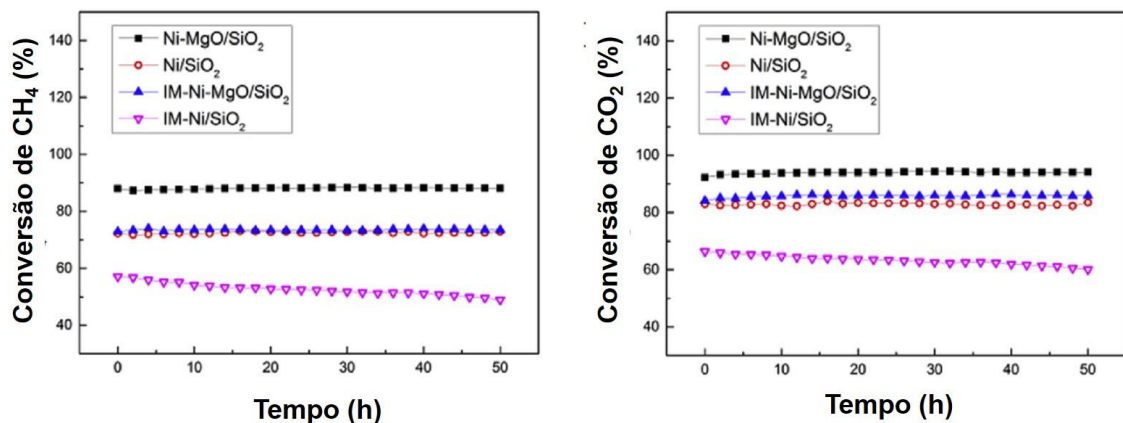 Conversão de CH₄ (%)
140
120
100
80
60
40
Ni-MgO/SiO₂
Ni/SiO₂
IM-Ni-MgO/SiO₂
IM-Ni/SiO₂
0 10 20 30 40 50
Tempo (h)
Conversão de CO₂ (%)
140
120
100
80
60
40
Ni-MgO/SiO₂
Ni/SiO₂
IM-Ni-MgO/SiO₂
IM-Ni/SiO₂
0 10 20 30 40 50
Tempo (h)